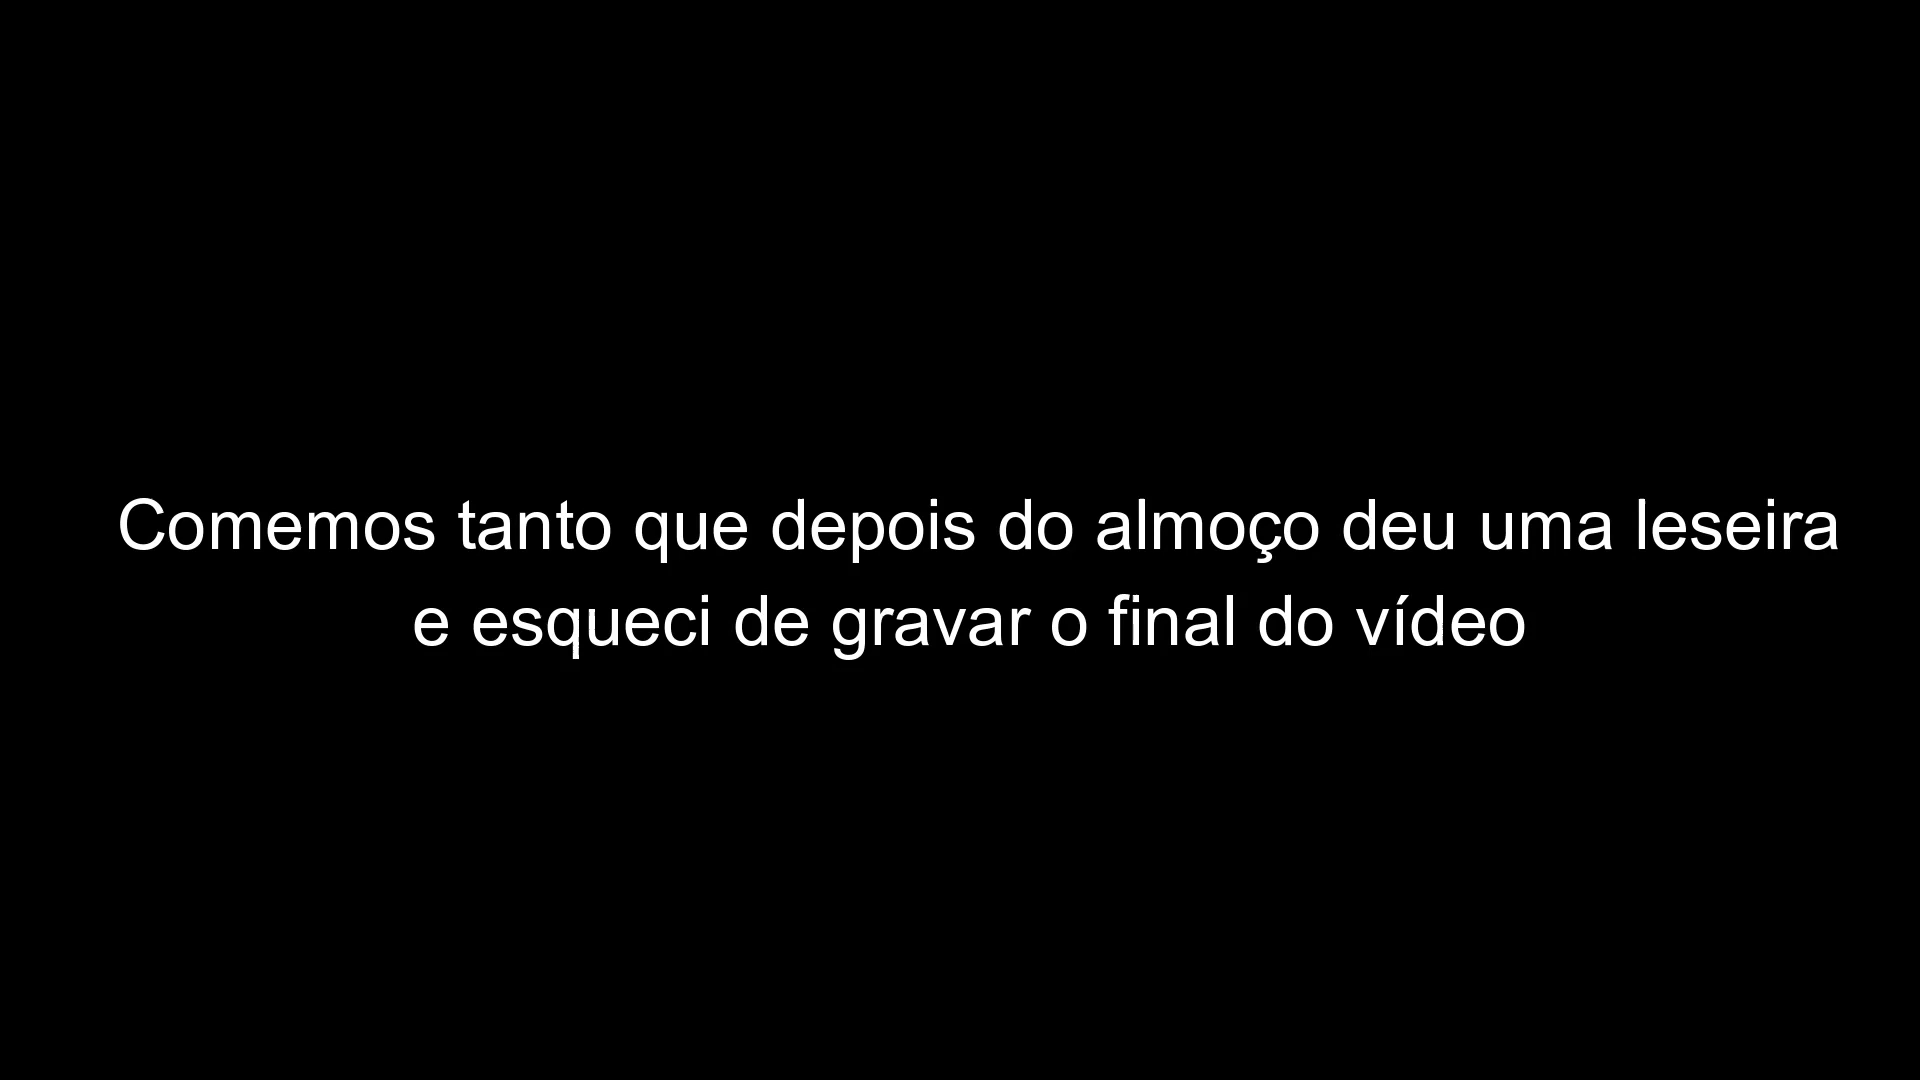 Comemos tanto que depois do almoço deu uma leseira
e esqueci de gravar o final do vídeo